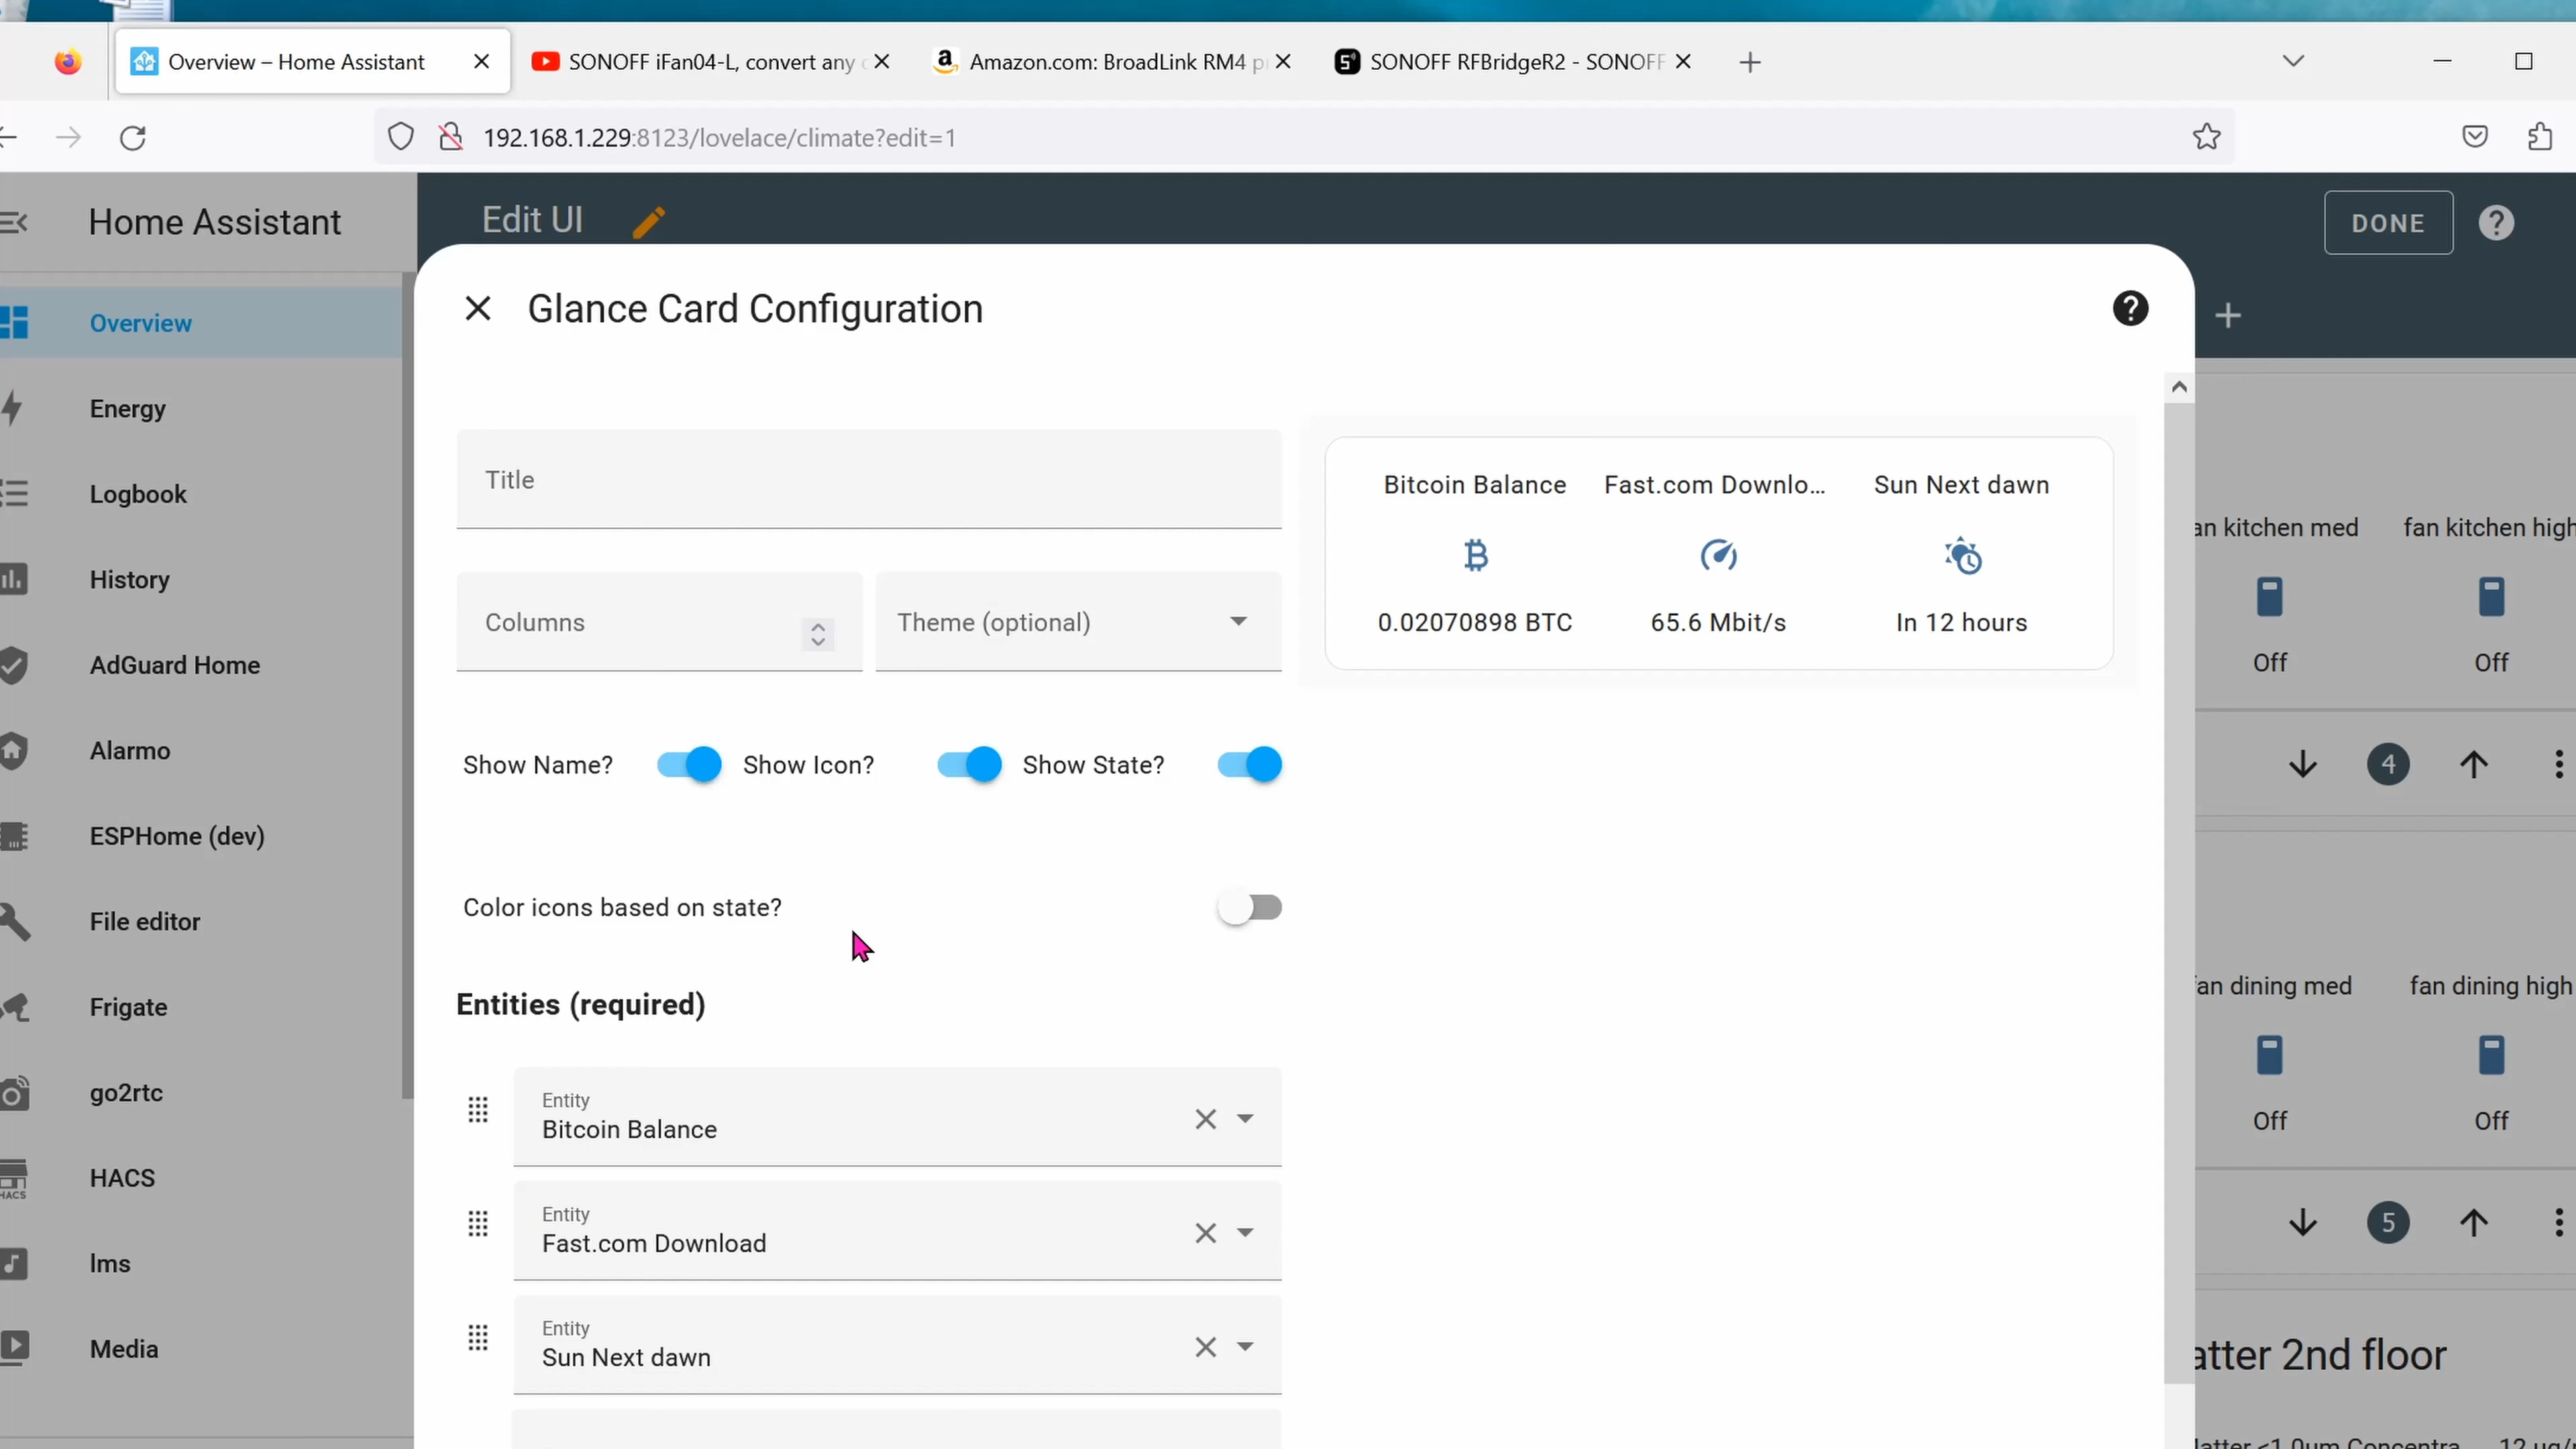 Overview – Home Assistant
SONOFF iFan04-L, convert any
Amazon.com: BroadLink RM4 p
SONOFF RFBridgeR2 - SONOFF
192.168.1.229:8123/lovelace/climate?edit=1
Home Assistant
Edit UI
DONE
Glance Card Configuration
Overview
Energy
Logbook
History
AdGuard Home
Alarmo
ESPHome (dev)
File editor
Frigate
go2rtc
HACS
HACS
lms
Media
Title
Columns
Theme (optional)
Show Name?
Show Icon?
Show State?
Color icons based on state?
Entities (required)
Entity
Bitcoin Balance
Entity
Fast.com Download
Entity
Sun Next dawn
Bitcoin Balance
Fast.com Downlo...
Sun Next dawn
0.02070898 BTC
65.6 Mbit/s
In 12 hours
an kitchen med
fan kitchen high
Off
Off
4
fan dining med
fan dining high
Off
Off
5
atter 2nd floor